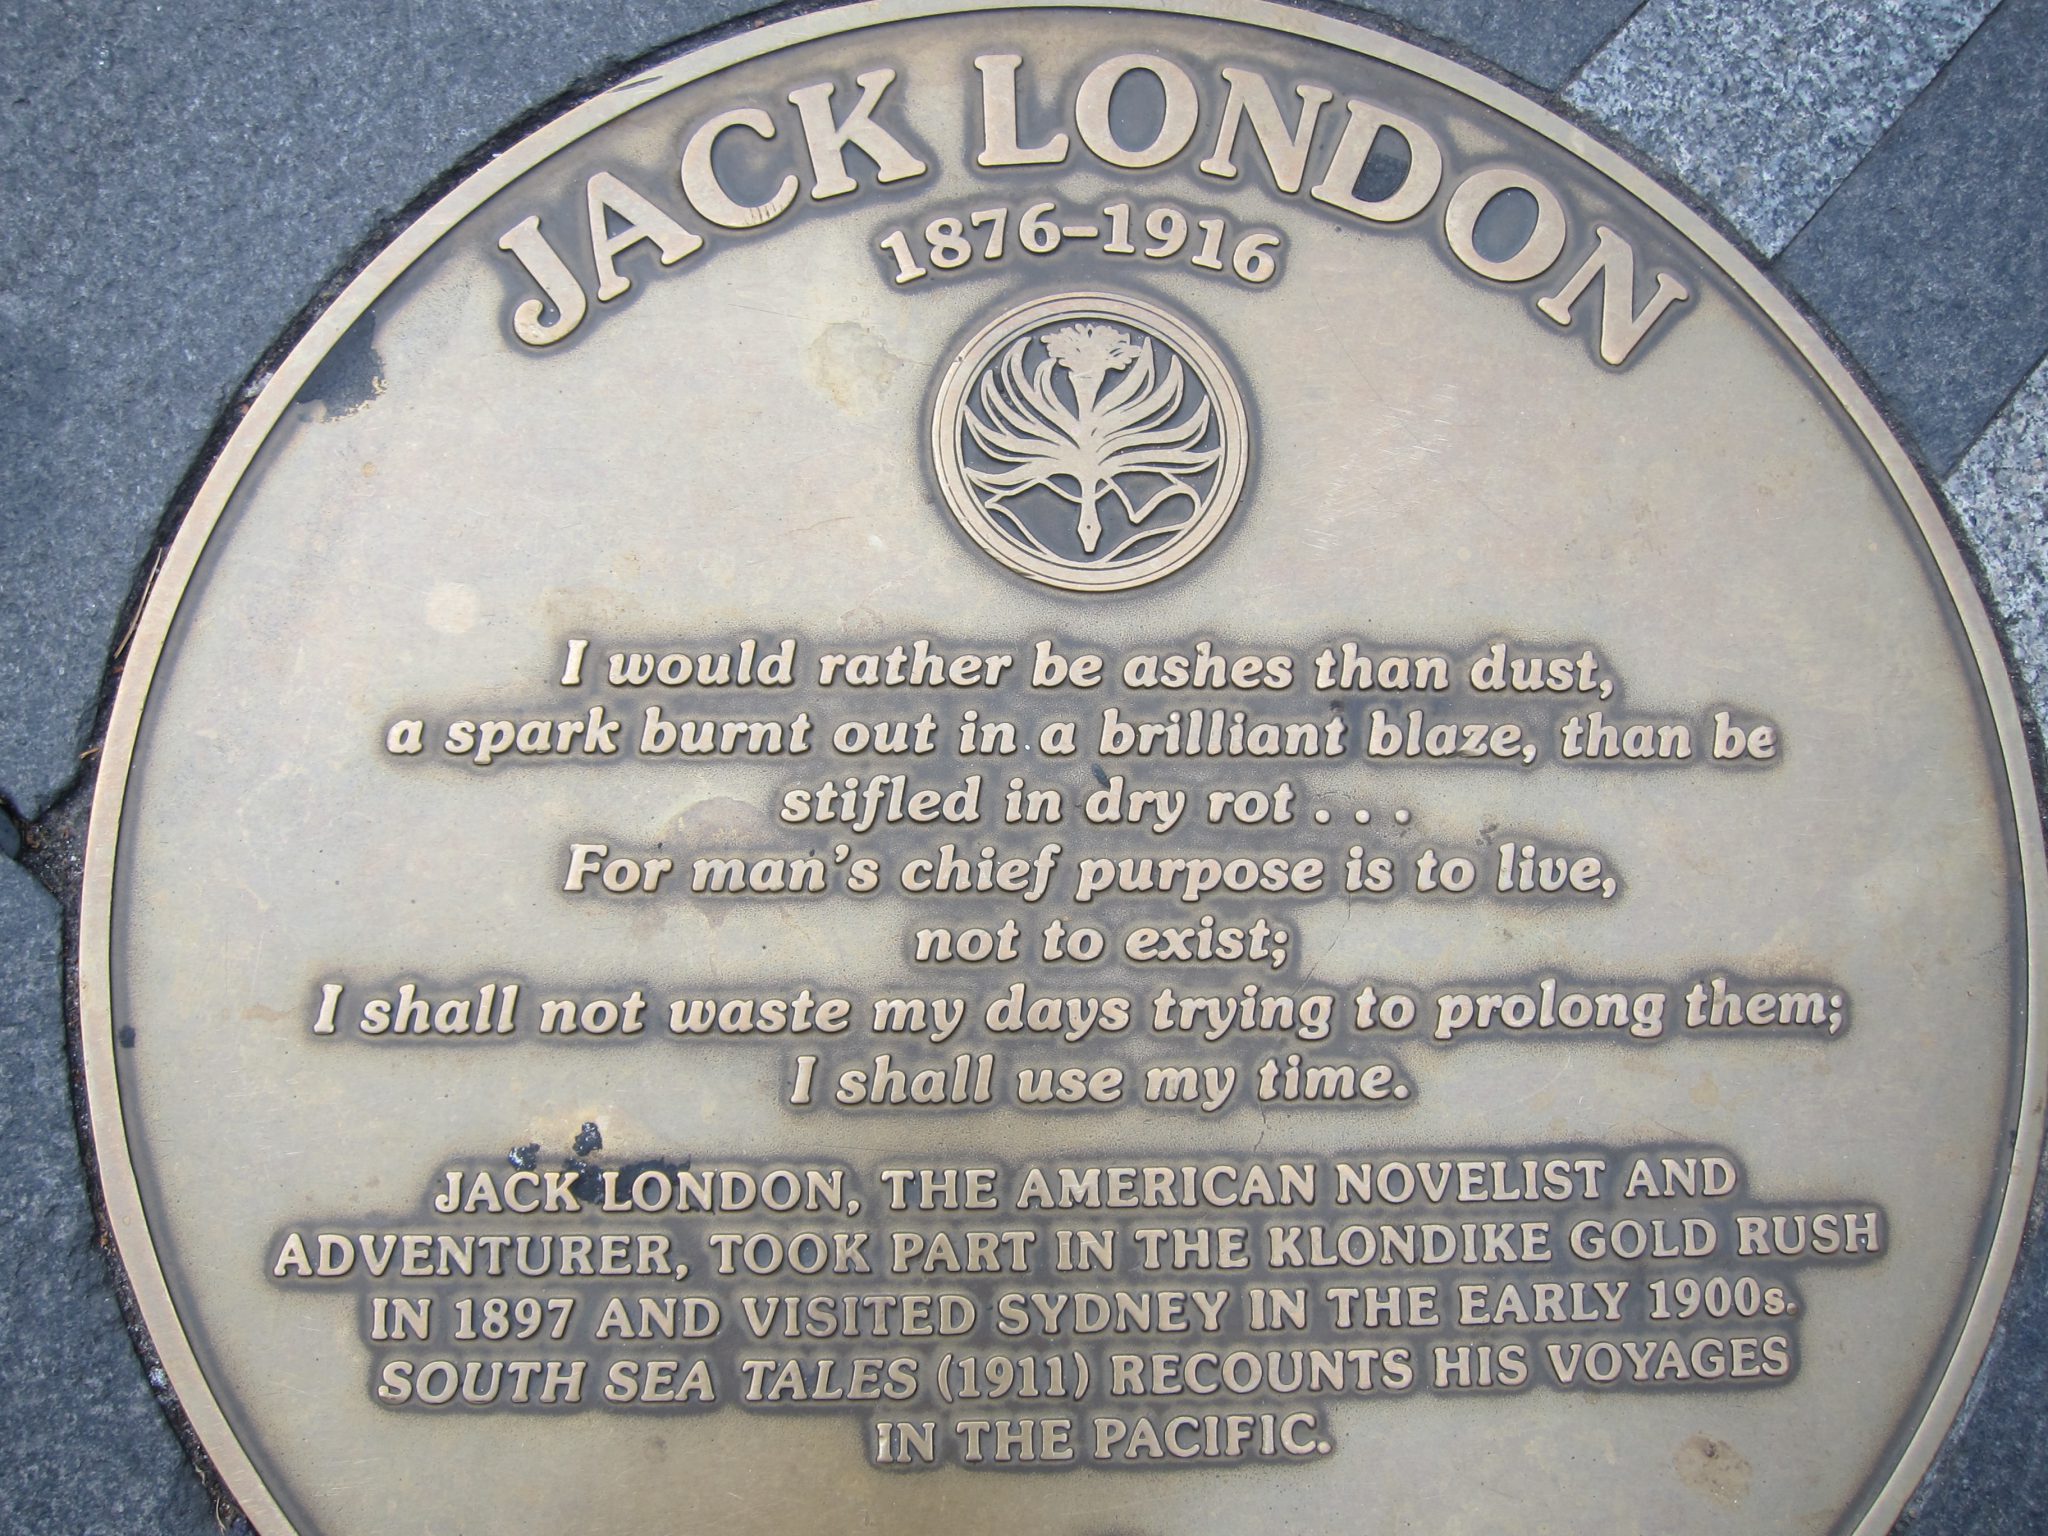 JACK LONDON
1876–1916
I would rather be ashes than dust,
a spark burnt out in a brilliant blaze, than be
stifled in dry rot . . .
For man's chief purpose is to live,
not to exist;
I shall not waste my days trying to prolong them;
I shall use my time.
JACK LONDON, THE AMERICAN NOVELIST AND
ADVENTURER, TOOK PART IN THE KLONDIKE GOLD RUSH
IN 1897 AND VISITED SYDNEY IN THE EARLY 1900s.
SOUTH SEA TALES (1911) RECOUNTS HIS VOYAGES
IN THE PACIFIC.